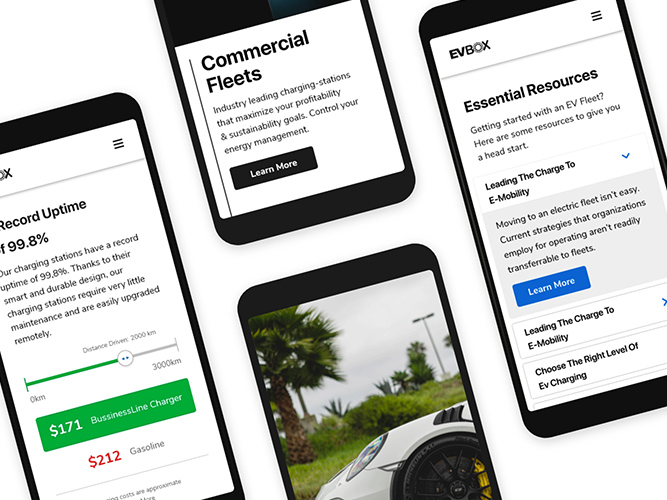 Commercial
Fleets
Industry leading charging-stations
that maximize your profitability
& sustainability goals. Control your
energy management.
Learn More
EVBOX
Essential Resources
Getting started with an EV Fleet?
Here are some resources to give you
a head start.
Leading The Charge To
E-Mobility
Moving to an electric fleet isn't easy.
Current strategies that organizations
employ for operating aren't readily
transferrable to fleets.
Learn More
Leading The Charge To
E-Mobility
Choose The Right Level Of
Ev Charging
Record Uptime
of 99.8%
Our charging stations have a record
uptime of 99.8%. Thanks to their
smart and durable design, our
charging stations require very little
maintenance and are easily upgraded
remotely.
Distance Driven: 2000 km
0km
3000km
$171 BussinessLine Charger
$212 Gasoline
costs are approximate